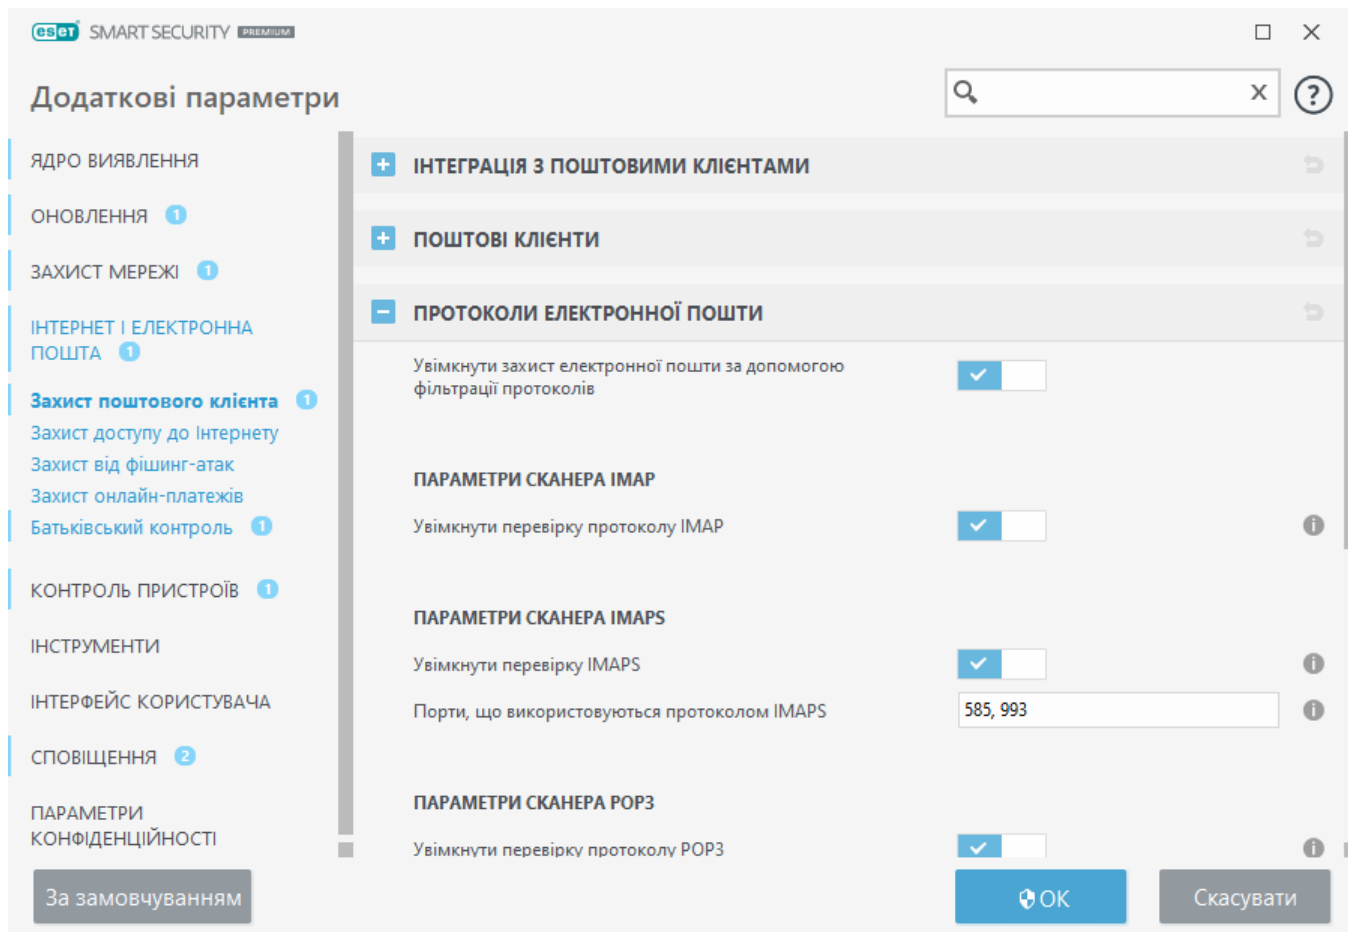 eset SMART SECURITY PREMIUM
Додаткові параметри
x
?
ЯДРО ВИЯВЛЕННЯ
ОНОВЛЕННЯ 1
ЗАХИСТ МЕРЕЖІ 1
ІНТЕРНЕТ І ЕЛЕКТРОННА
ПОШТА 1
Захист поштового клієнта 1
Захист доступу до Інтернету
Захист від фішинг-атак
Захист онлайн-платежів
Батьківський контроль 1
КОНТРОЛЬ ПРИСТРОЇВ 1
ІНСТРУМЕНТИ
ІНТЕРФЕЙС КОРИСТУВАЧА
СПОВІЩЕННЯ 2
ПАРАМЕТРИ
КОНФІДЕНЦІЙНОСТІ
ІНТЕГРАЦІЯ З ПОШТОВИМИ КЛІЄНТАМИ
ПОШТОВІ КЛІЄНТИ
ПРОТОКОЛИ ЕЛЕКТРОННОЇ ПОШТИ
Увімкнути захист електронної пошти за допомогою
фільтрації протоколів
ПАРАМЕТРИ СКАНЕРА IMAP
Увімкнути перевірку протоколу IMAP
ПАРАМЕТРИ СКАНЕРА IMAPS
Увімкнути перевірку IMAPS
Порти, що використовуються протоколом IMAPS 585, 993
ПАРАМЕТРИ СКАНЕРА POP3
Увімкнути перевірку протоколу POP3
За замовчуванням
OK
Скасувати